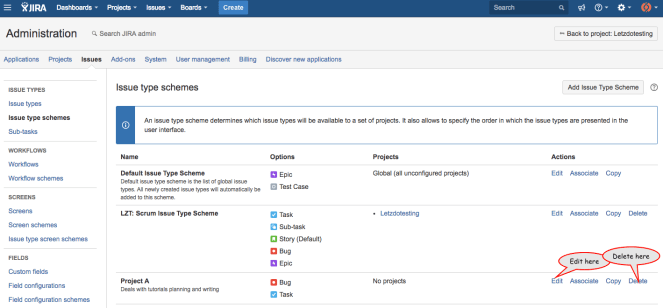 JIRA Dashboards Projects Issues Boards Create Search
Administration Search JIRA admin Back to project: Letzdotesting
Applications Projects Issues Add-ons System User management Billing Discover new applications
ISSUE TYPES
Issue types
Issue type schemes
Sub-tasks
WORKFLOWS
Workflows
Workflow schemes
SCREENS
Screens
Screen schemes
Issue type screen schemes
FIELDS
Custom fields
Field configurations
Field configuration schemes
Issue type schemes Add Issue Type Scheme
An issue type scheme determines which issue types will be available to a set of projects. It also allows to specify the order in which the issue types are presented in the
user interface.
Name Options Projects Actions
Default Issue Type Scheme
Default issue type scheme is the list of global issue
types. All newly created issue types will automatically be
added to this scheme.
Epic
Test Case
Global (all unconfigured projects)
Edit Associate Copy
LZT: Scrum Issue Type Scheme
Task
Sub-task
Story (Default)
Bug
Epic
• Letzdotesting
Edit Associate Copy Delete
Edit here
Delete here
Project A
Deals with tutorials planning and writing
Bug
Task
No projects
Edit Associate Copy Delete